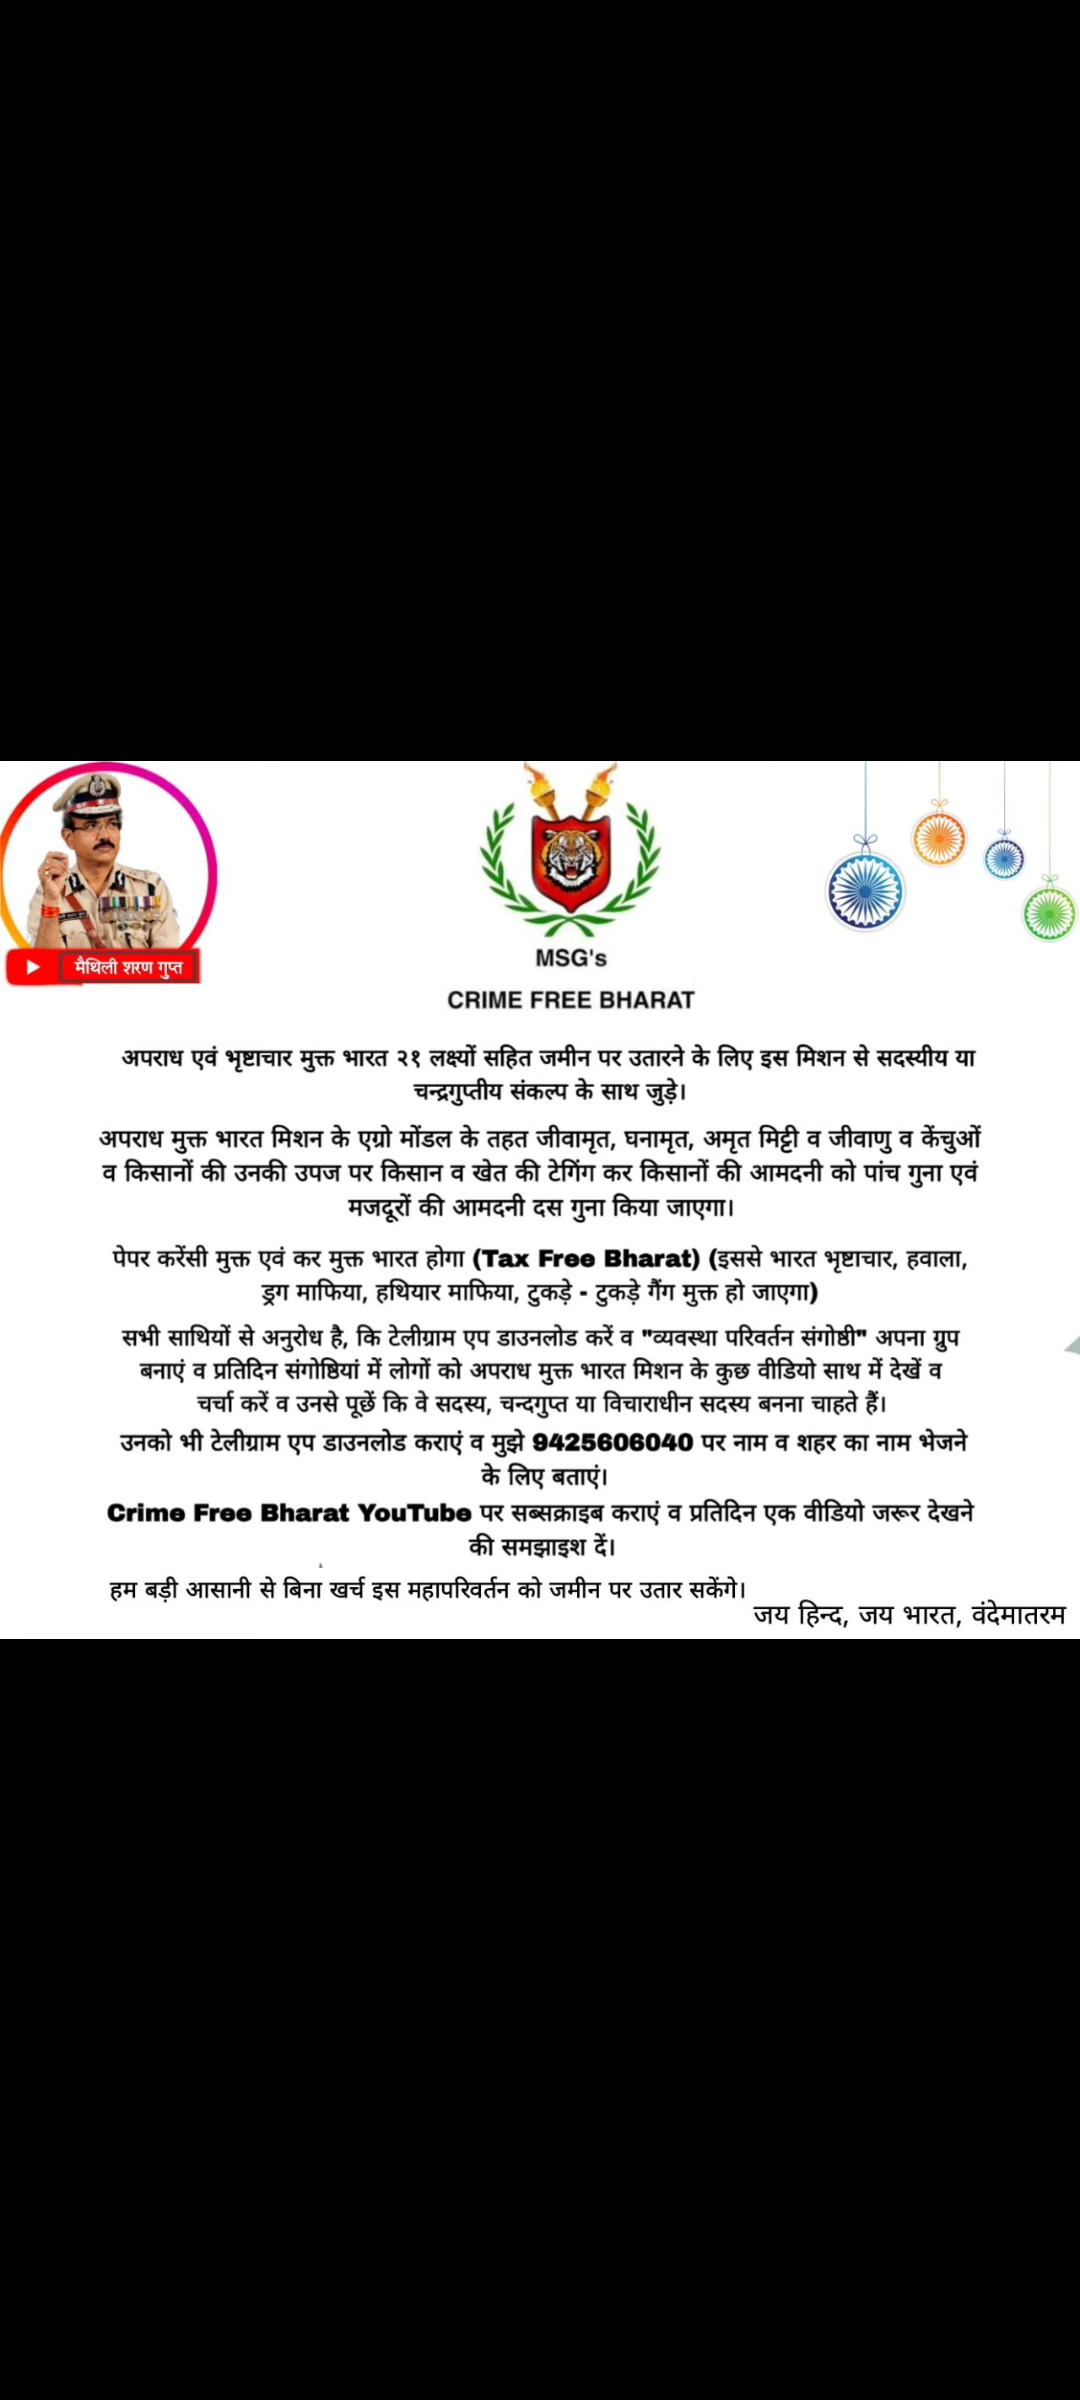 मैथिली शरण गुप्त
MSG's
CRIME FREE BHARAT
अपराध एवं भृष्टाचार मुक्त भारत २१ लक्ष्यों सहित जमीन पर उतारने के लिए इस मिशन से सदस्यीय या
चन्द्रगुप्तीय संकल्प के साथ जुड़े।
अपराध मुक्त भारत मिशन के एग्रो मोंडल के तहत जीवामृत, घनामृत, अमृत मिट्टी व जीवाणु व केंचुओं
व किसानों की उनकी उपज पर किसान व खेत की टेगिंग कर किसानों की आमदनी को पांच गुना एवं
मजदूरों की आमदनी दस गुना किया जाएगा।
पेपर करेंसी मुक्त एवं कर मुक्त भारत होगा (Tax Free Bharat) (इससे भारत भृष्टाचार, हवाला,
ड्रग माफिया, हथियार माफिया, टुकड़े - टुकड़े गैंग मुक्त हो जाएगा)
सभी साथियों से अनुरोध है, कि टेलीग्राम एप डाउनलोड करें व "व्यवस्था परिवर्तन संगोष्ठी" अपना ग्रुप
बनाएं व प्रतिदिन संगोष्ठियां में लोगों को अपराध मुक्त भारत मिशन के कुछ वीडियो साथ में देखें व
चर्चा करें व उनसे पूछें कि वे सदस्य, चन्दगुप्त या विचाराधीन सदस्य बनना चाहते हैं।
उनको भी टेलीग्राम एप डाउनलोड कराएं व मुझे 9425606040 पर नाम व शहर का नाम भेजने
के लिए बताएं।
Crime Free Bharat YouTube पर सब्सक्राइब कराएं व प्रतिदिन एक वीडियो जरूर देखने
की समझाइश दें।
हम बड़ी आसानी से बिना खर्च इस महापरिवर्तन को जमीन पर उतार सकेंगे।
जय हिन्द, जय भारत, वंदेमातरम